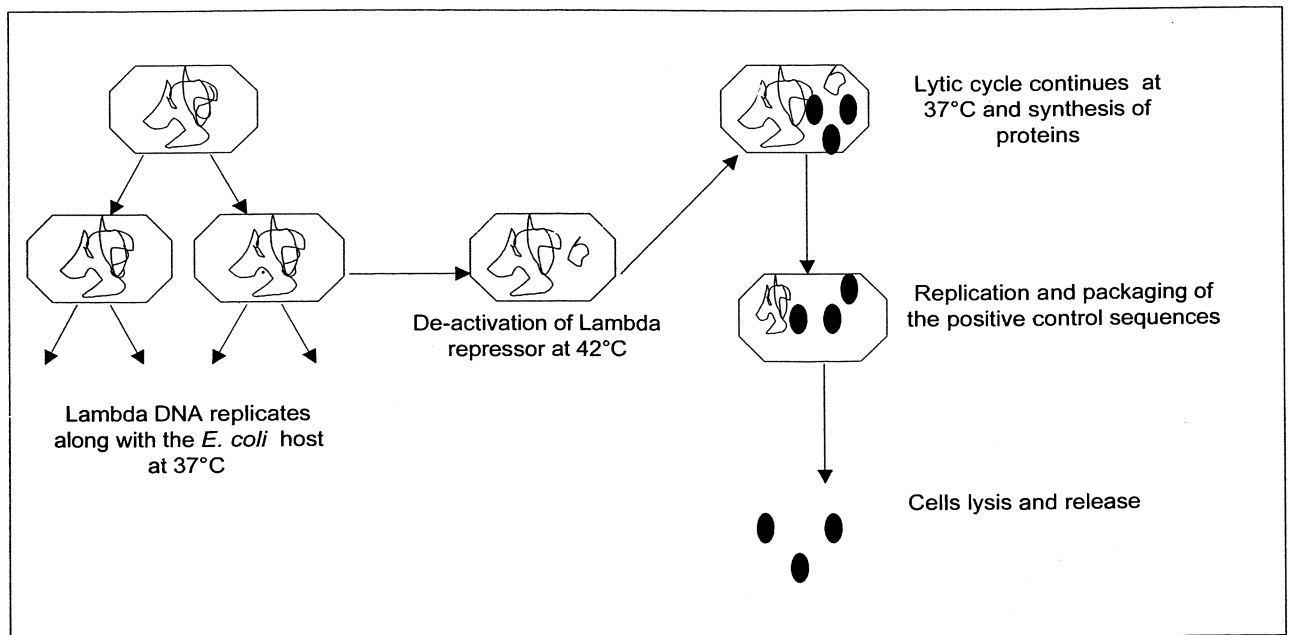 Lytic cycle continues at
37°C and synthesis of
proteins
De-activation of Lambda
repressor at 42°C
Replication and packaging of
the positive control sequences
Lambda DNA replicates
along with the E. coli host
at 37°C
Cells lysis and release